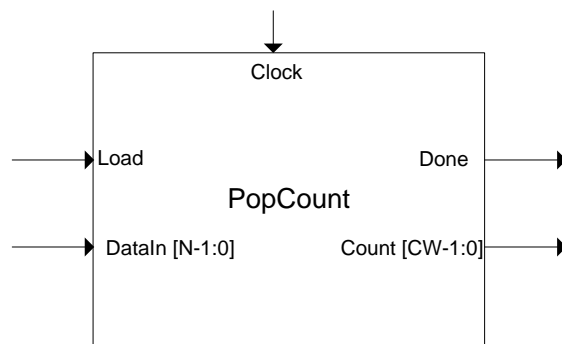 Clock
Load
Done
PopCount
DataIn [N-1:0]
Count [CW-1:0]